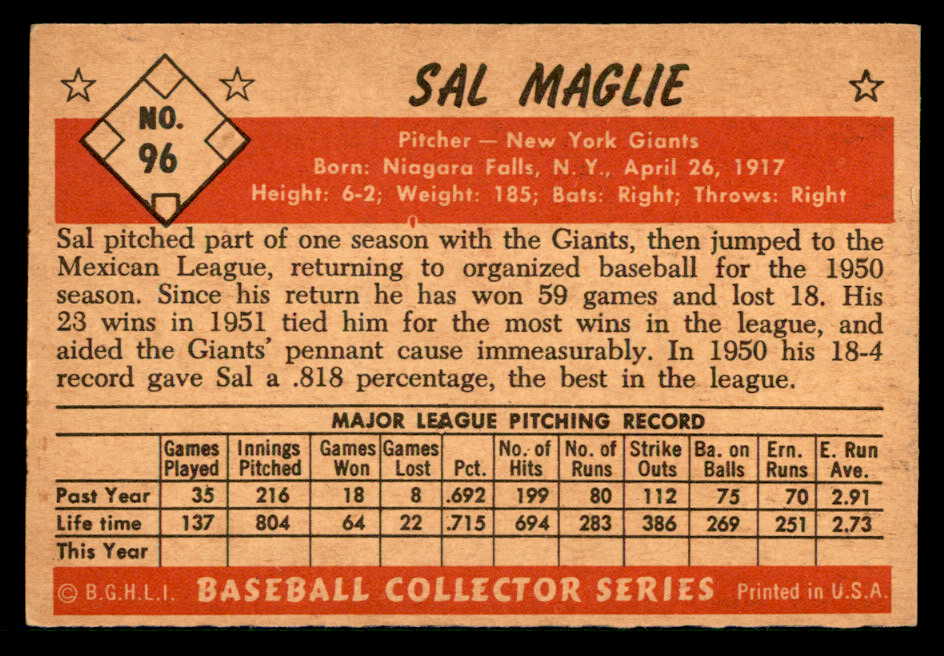 SAL MAGLIE
NO.
96
Pitcher — New York Giants
Born: Niagara Falls, N. Y., April 26, 1917
Height: 6-2; Weight: 185; Bats: Right; Throws: Right
Sal pitched part of one season with the Giants, then jumped to the
Mexican League, returning to organized baseball for the 1950
season. Since his return he has won 59 games and lost 18. His
23 wins in 1951 tied him for the most wins in the league, and
aided the Giants' pennant cause immeasurably. In 1950 his 18-4
record gave Sal a .818 percentage, the best in the league.
MAJOR LEAGUE PITCHING RECORD
Games Innings Games Games No. of No. of Strike Ba. on Ern. E. Run
Played Pitched Won Lost Pct. Hits Runs Outs Balls Runs Ave.
Past Year 35 216 18 8 .692 199 80 112 75 70 2.91
Life time 137 804 64 22 .715 694 283 386 269 251 2.73
This Year
© B.G.H.L.I. BASEBALL COLLECTOR SERIES Printed in U.S.A.